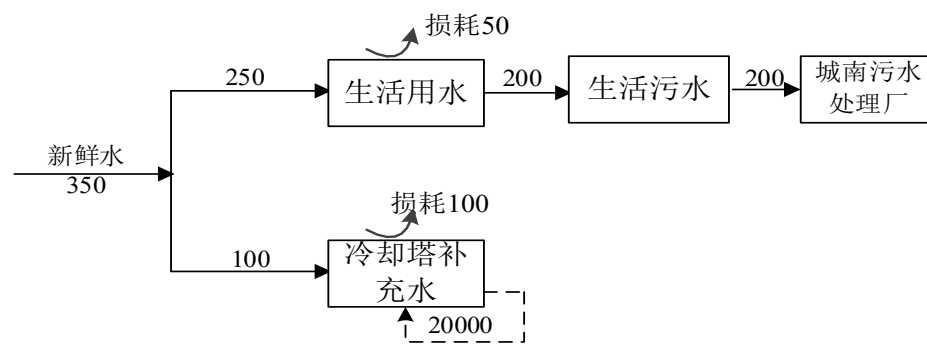 损耗50
250
生活用水
200
生活污水
200
城南污水
处理厂
新鲜水
350
损耗100
100
冷却塔补
充水
20000